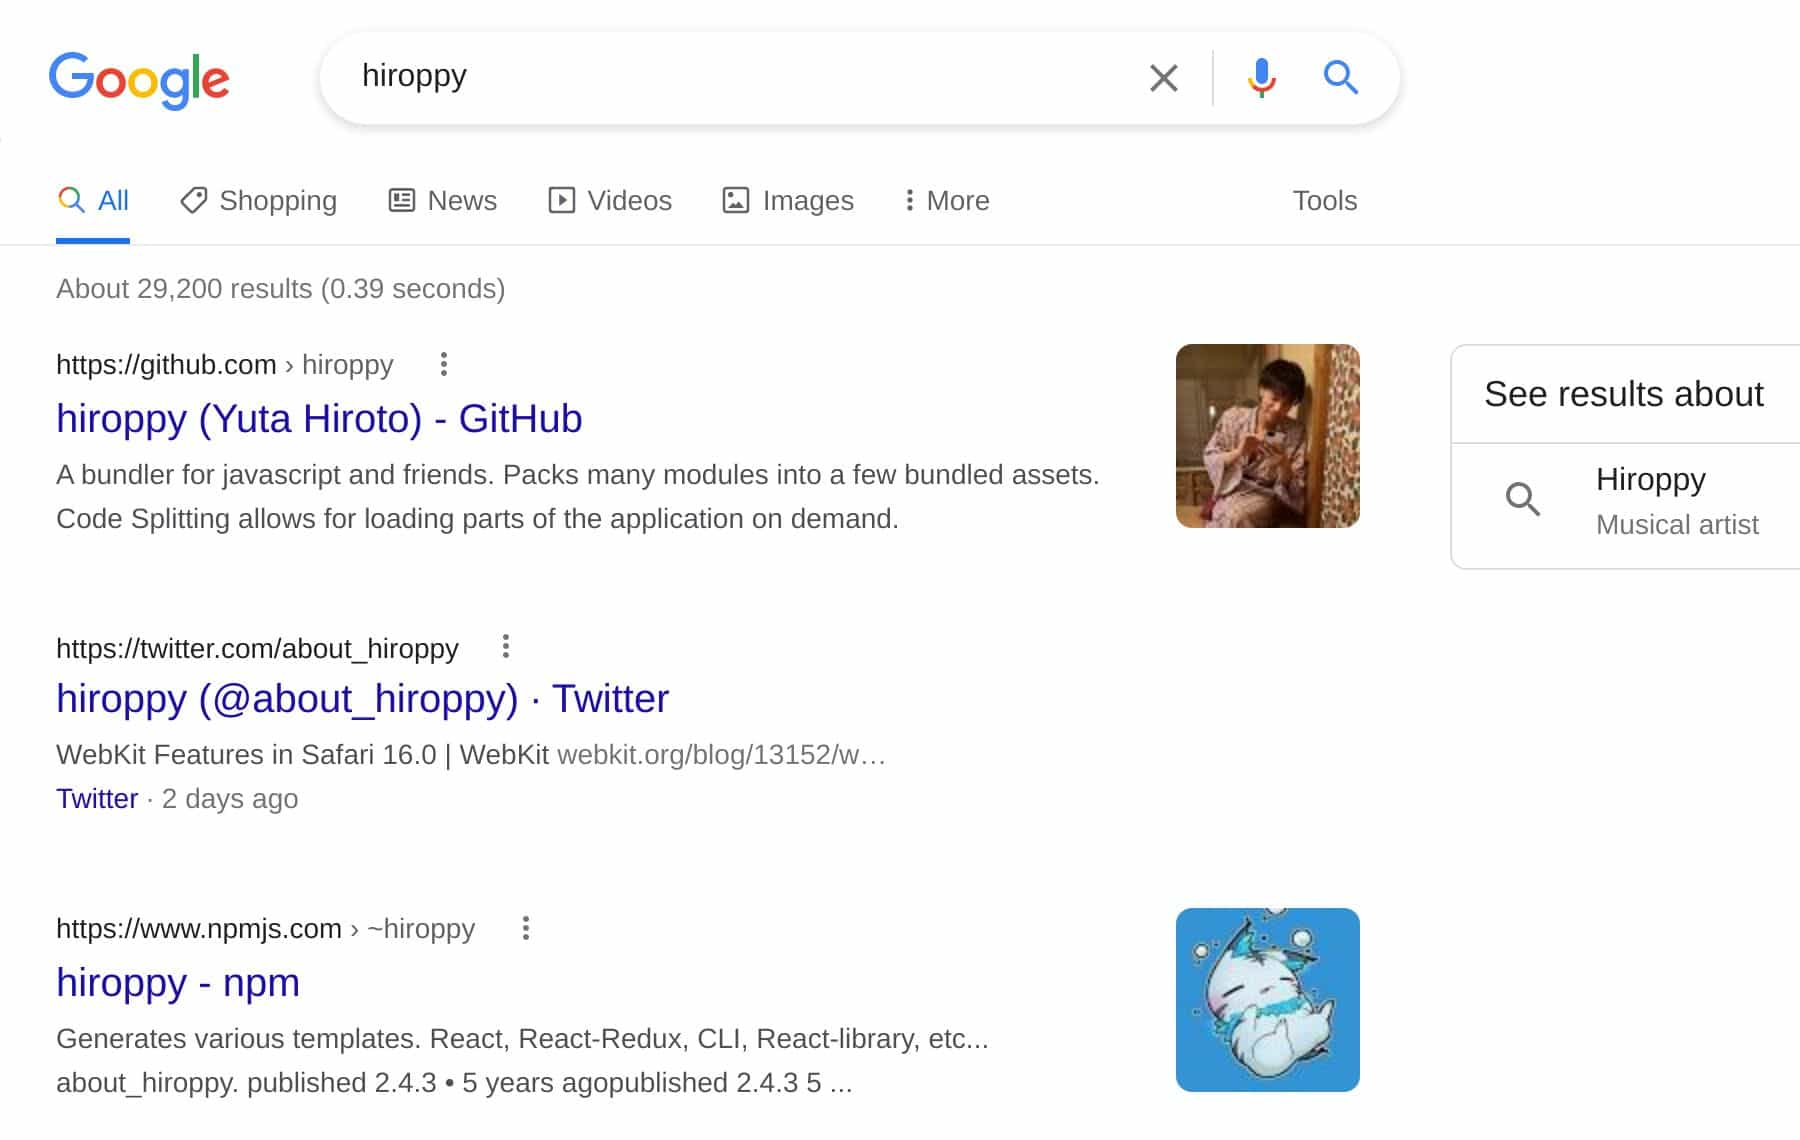 Google
hiroppy
All Shopping News Videos Images More Tools
About 29,200 results (0.39 seconds)
https://github.com › hiroppy
hiroppy (Yuta Hiroto) - GitHub
A bundler for javascript and friends. Packs many modules into a few bundled assets.
Code Splitting allows for loading parts of the application on demand.
https://twitter.com/about_hiroppy
hiroppy (@about_hiroppy) · Twitter
WebKit Features in Safari 16.0 | WebKit webkit.org/blog/13152/w…
Twitter · 2 days ago
https://www.npmjs.com › ~hiroppy
hiroppy - npm
Generates various templates. React, React-Redux, CLI, React-library, etc...
about_hiroppy. published 2.4.3 • 5 years agopublished 2.4.3 5 ...
See results about
Hiroppy
Musical artist